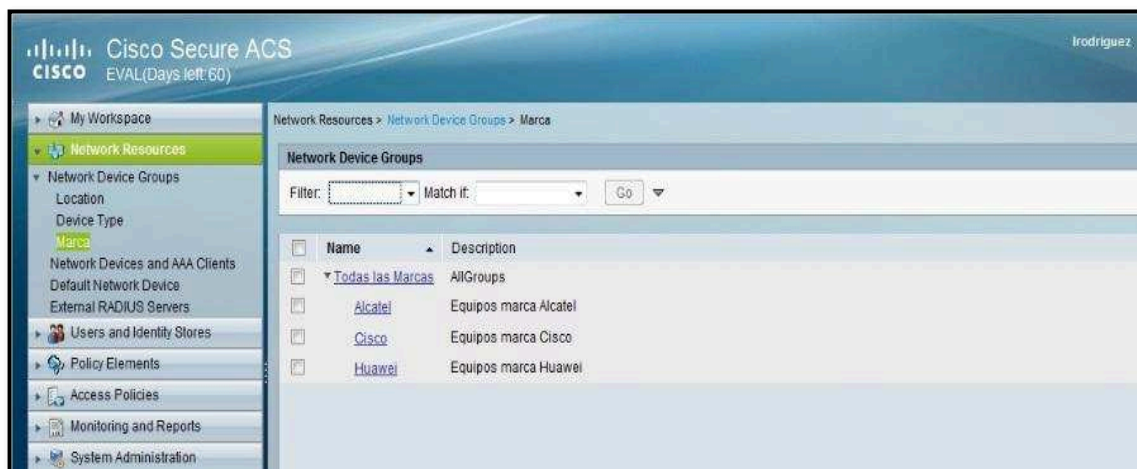 Cisco Secure ACS
CISCO EVAL(Days left:60)
lrodriguez
My Workspace
Network Resources
Network Device Groups
Location
Device Type
Marca
Network Devices and AAA Clients
Default Network Device
External RADIUS Servers
Users and Identity Stores
Policy Elements
Access Policies
Monitoring and Reports
System Administration
Network Resources > Network Device Groups > Marca
Network Device Groups
Filter: Match if: Go
Name Description
Todas las Marcas AllGroups
Alcatel Equipos marca Alcatel
Cisco Equipos marca Cisco
Huawei Equipos marca Huawei